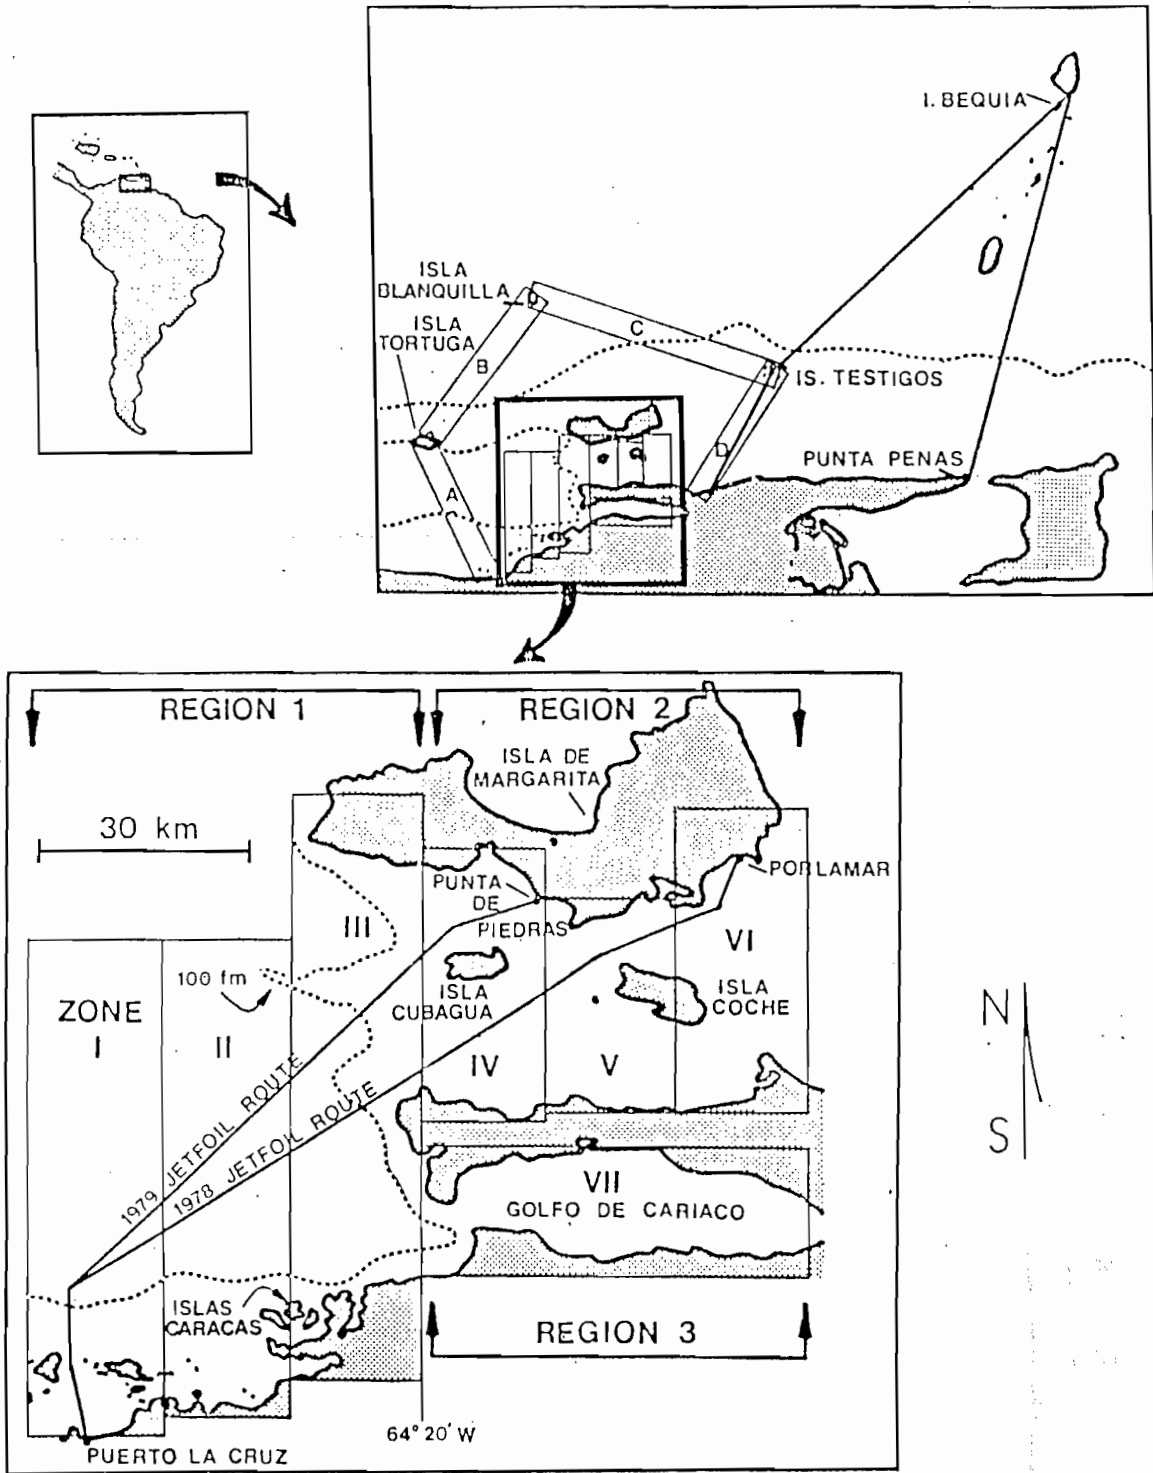 I. BEQUIA
ISLA
BLANQUILLA
ISLA
TORTUGA
C
B
IS. TESTIGOS
D
PUNTA PENAS
A
REGION 1
REGION 2
ISLA DE
MARGARITA
30 km
PORLAMAR
PUNTA
DE
PIEDRAS
III
VI
100 fm
ISLA
CUBAGUA
ISLA
COCHE
ZONE
I
II
IV
V
N
S
1979 JETFOIL ROUTE
1978 JETFOIL ROUTE
VII
GOLFO DE CARIACO
ISLAS
CARACAS
REGION 3
64° 20' W
PUERTO LA CRUZ